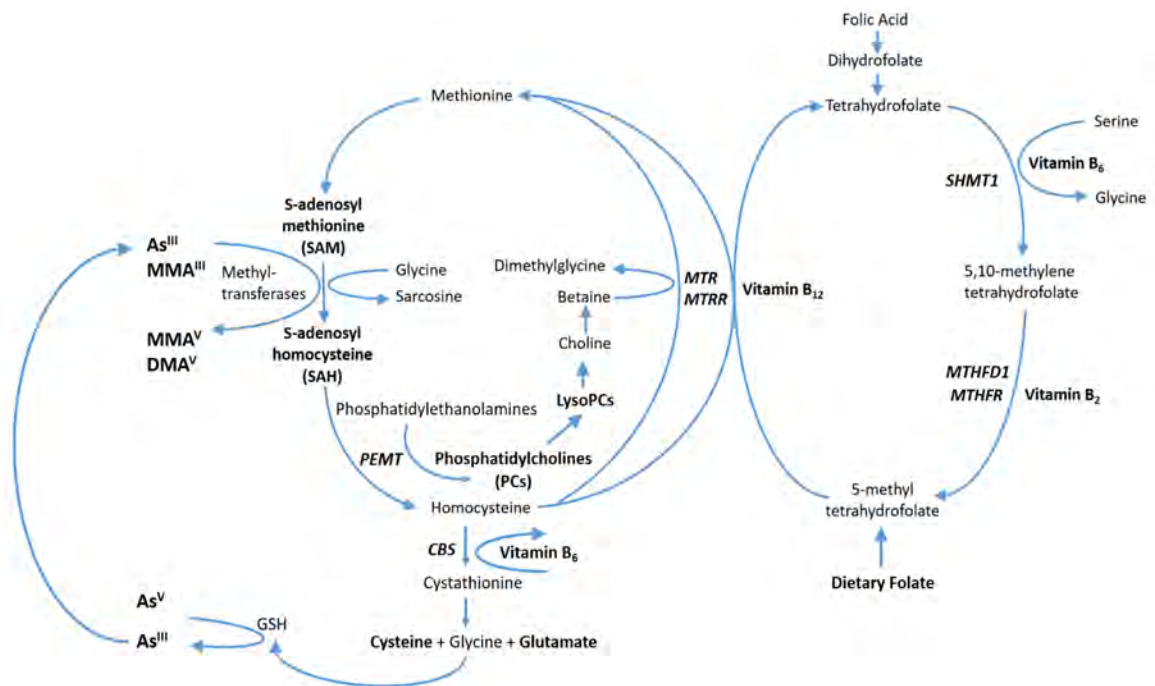 Folic Acid
Dihydrofolate
Tetrahydrofolate
Methionine
Serine
Vitamin B₆
Glycine
SHMT1
S-adenosyl
methionine
(SAM)
Asᴵᴵᴵ
MMAᴵᴵᴵ
Methyl-
transferases
Glycine
Sarcosine
Dimethylglycine
Betaine
MTR
MTRR
Vitamin B₁₂
5,10-methylene
tetrahydrofolate
MMAⱽ
DMAⱽ
S-adenosyl
homocysteine
(SAH)
Choline
LysoPCs
MTHFD1
MTHFR
Vitamin B₂
Phosphatidylethanolamines
PEMT
Phosphatidylcholines
(PCs)
Homocysteine
5-methyl
tetrahydrofolate
CBS
Vitamin B₆
Cystathionine
Dietary Folate
Asⱽ
GSH
Asᴵᴵᴵ
Cysteine + Glycine + Glutamate